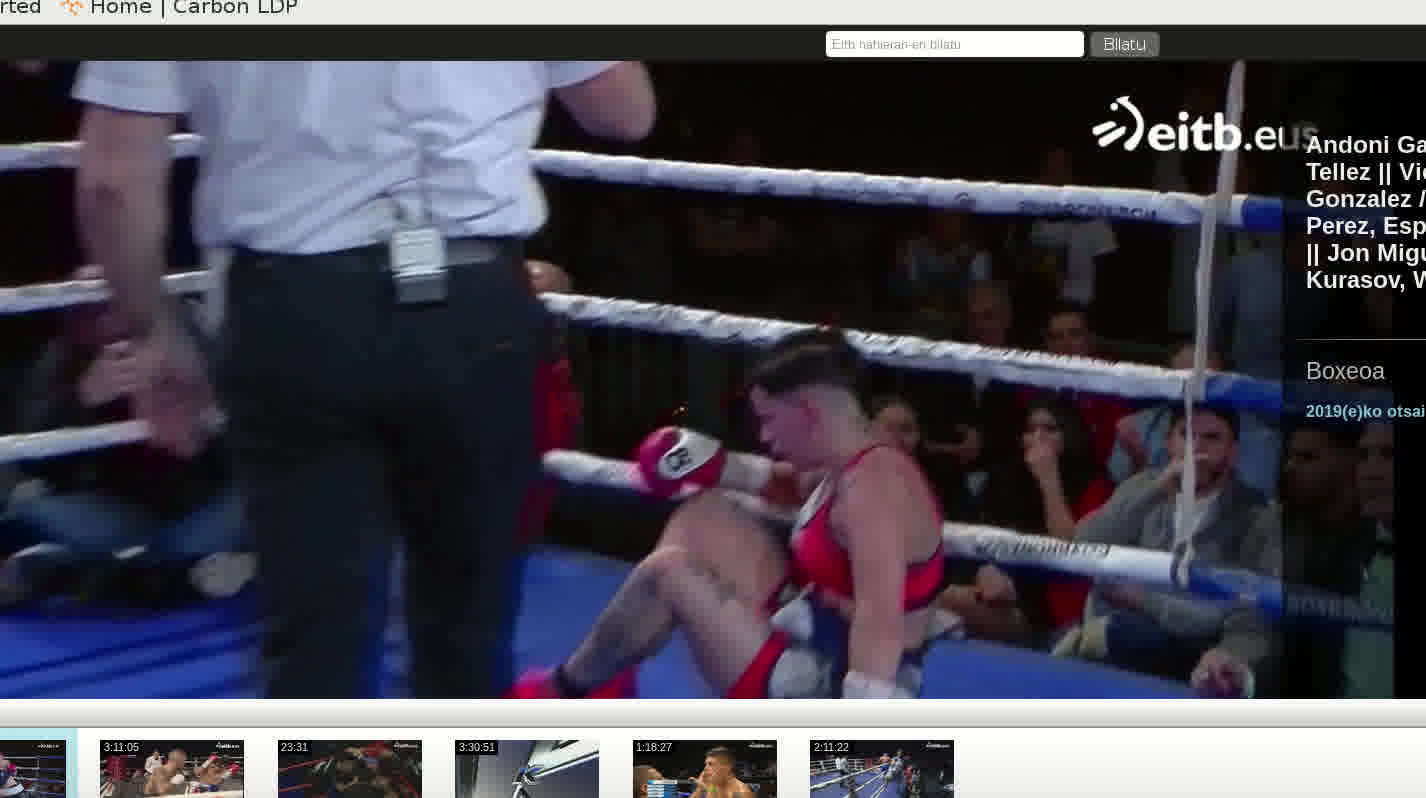 rted Home | Carbon LDP
Eitb nahieran-en bilatu Bilatu
eitb.eus
Andoni Ga
Tellez || Vi
Gonzalez /
Perez, Esp
|| Jon Migu
Kurasov, W
Boxeoa
2019(e)ko otsai
3:11:05 23:31 3:30:51 1:18:27 2:11:22